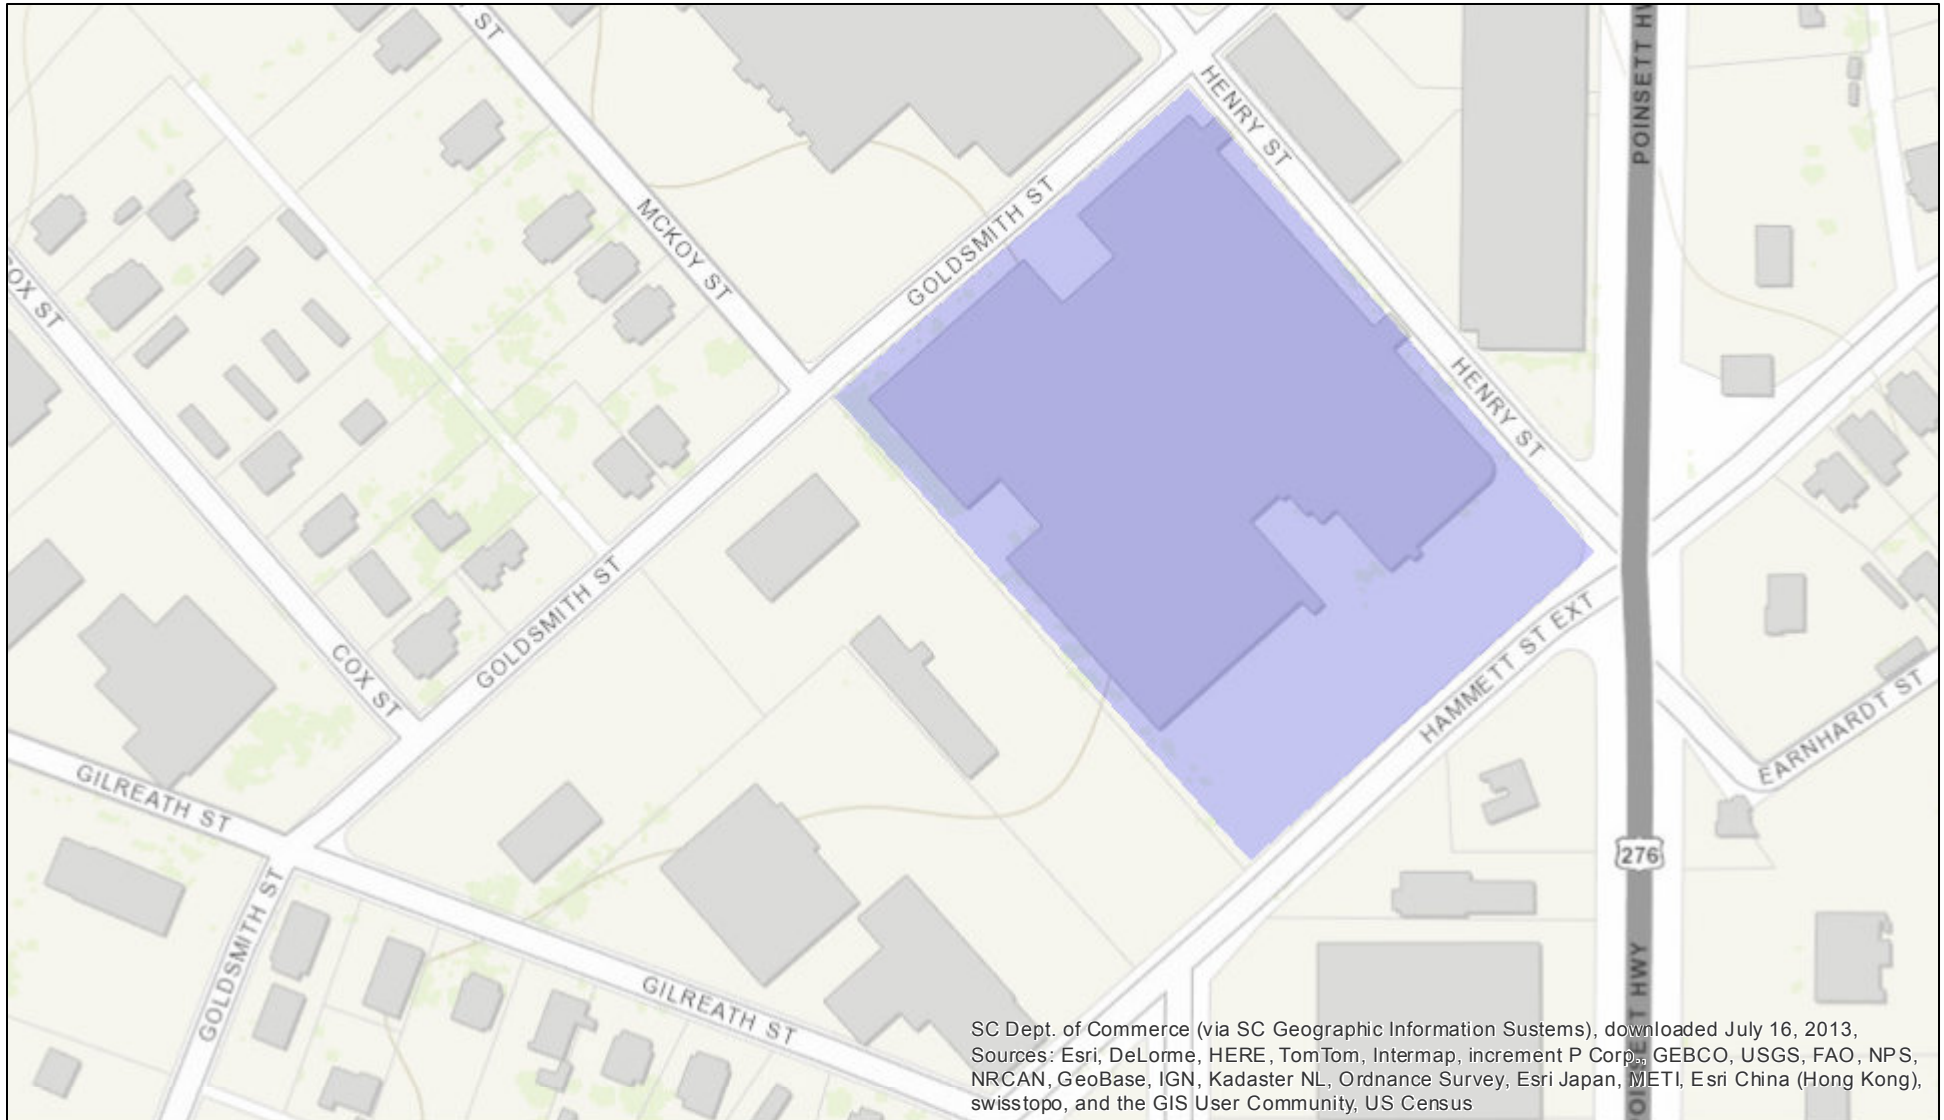 ST
HENRY ST
POINSETT HW
MCKOY ST
GOLDSMITH ST
OX ST
HENRY ST
GOLDSMITH ST
HAMMETT ST EXT
COX ST
EARNHARDT ST
GILREATH ST
276
GOLDSMITH ST
GILREATH ST
OINSETT HWY
SC Dept. of Commerce (via SC Geographic Information Sustems), downloaded July 16, 2013,
Sources: Esri, DeLorme, HERE, TomTom, Intermap, increment P Corp., GEBCO, USGS, FAO, NPS,
NRCAN, GeoBase, IGN, Kadaster NL, Ordnance Survey, Esri Japan, METI, Esri China (Hong Kong),
swisstopo, and the GIS User Community, US Census